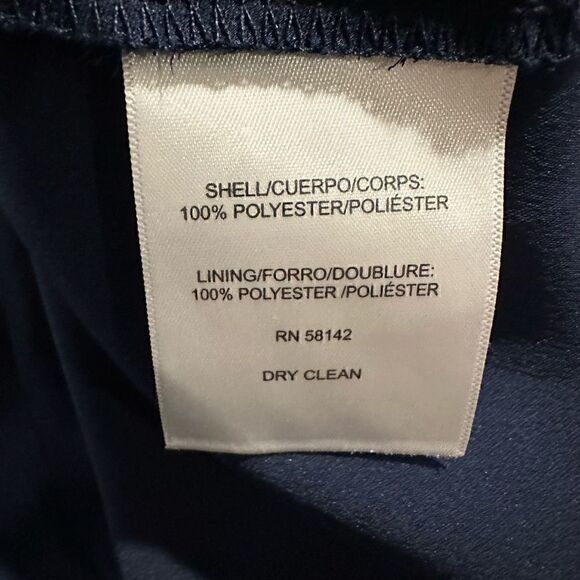 SHELL/CUERPO/CORPS:
100% POLYESTER/POLIÉSTER
LINING/FORRO/DOUBLURE:
100% POLYESTER /POLIÉSTER
RN 58142
DRY CLEAN